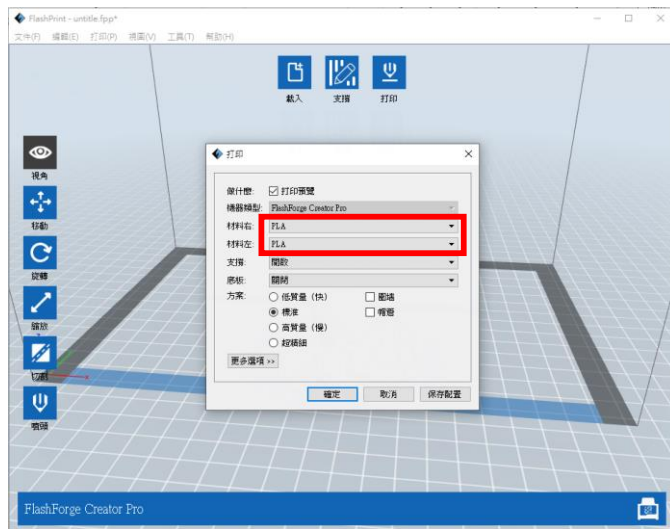 FlashPrint - untitle.fpp*
文件(F) 編輯(E) 打印(P) 視圖(V) 工具(T) 幫助(H)
載入 支撐 打印
視角
移動
旋轉
縮放
切割
噴頭
打印
做什麼: 打印預覽
機器類型: FlashForge Creator Pro
材料右: PLA
材料左: PLA
支撐: 開啟
底板: 關閉
方案: 低質量（快） 圍墙
標准 帽簷
高質量（慢）
超精細
更多選項 >>
確定 取消 保存配置
FlashForge Creator Pro